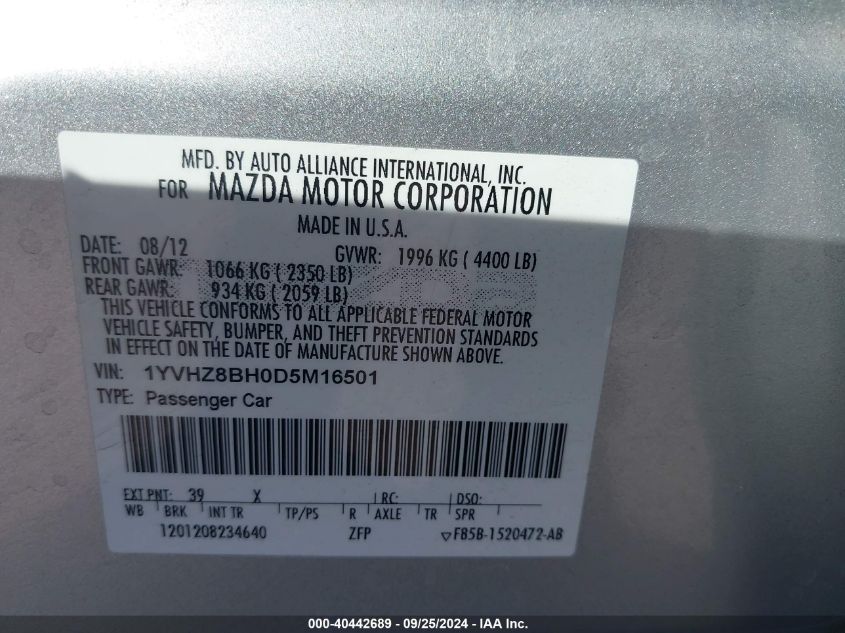 MFD. BY AUTO ALLIANCE INTERNATIONAL, INC.
FOR MAZDA MOTOR CORPORATION
MADE IN U.S.A.
DATE: 08/12 GVWR: 1996 KG ( 4400 LB)
FRONT GAWR: 1066 KG ( 2350 LB)
REAR GAWR: 934 KG ( 2059 LB)
THIS VEHICLE CONFORMS TO ALL APPLICABLE FEDERAL MOTOR
VEHICLE SAFETY, BUMPER, AND THEFT PREVENTION STANDARDS
IN EFFECT ON THE DATE OF MANUFACTURE SHOWN ABOVE.
VIN: 1YVHZ8BH0D5M16501
TYPE: Passenger Car
EXT PNT: 39 X RC: DSO:
WB BRK INT TR TP/PS R AXLE TR SPR
1201208234640 ZFP FB5B-1520472-AB
000-40442689 - 09/25/2024 - IAA Inc.